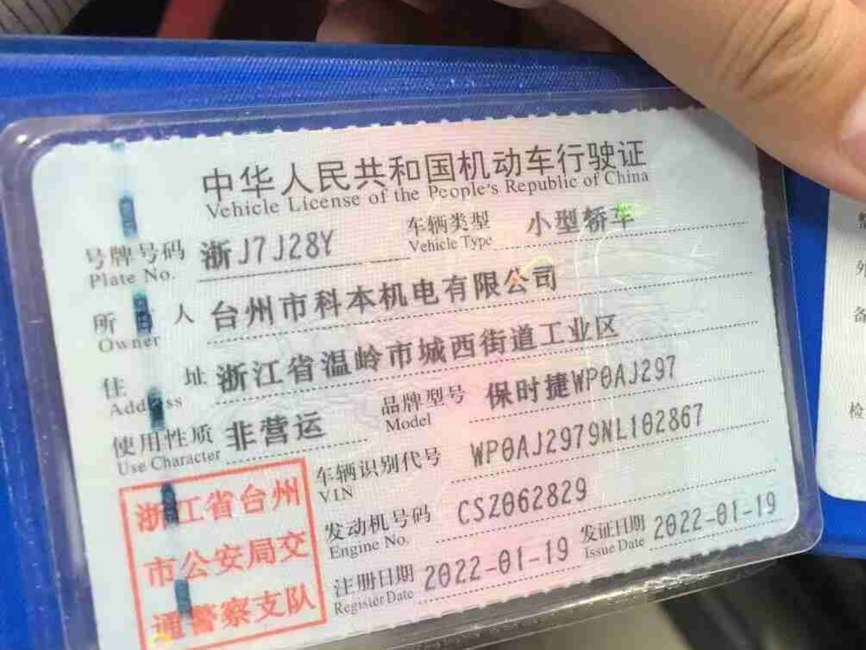 中华人民共和国机动车行驶证
Vehicle License of the People's Republic of China
号牌号码 浙J7J28Y 车辆类型 小型轿车
Plate No. Vehicle Type
所有人 台州市科本机电有限公司
Owner
住址 浙江省温岭市城西街道工业区
Address
使用性质 非营运 品牌型号 保时捷WP0AJ297
Use Character Model
车辆识别代号 WP0AJ2979NL102867
VIN
发动机号码 CSZ062829
Engine No.
注册日期 2022-01-19 发证日期 2022-01-19
Register Date Issue Date
浙江省台州
市公安局交
通警察支队
检